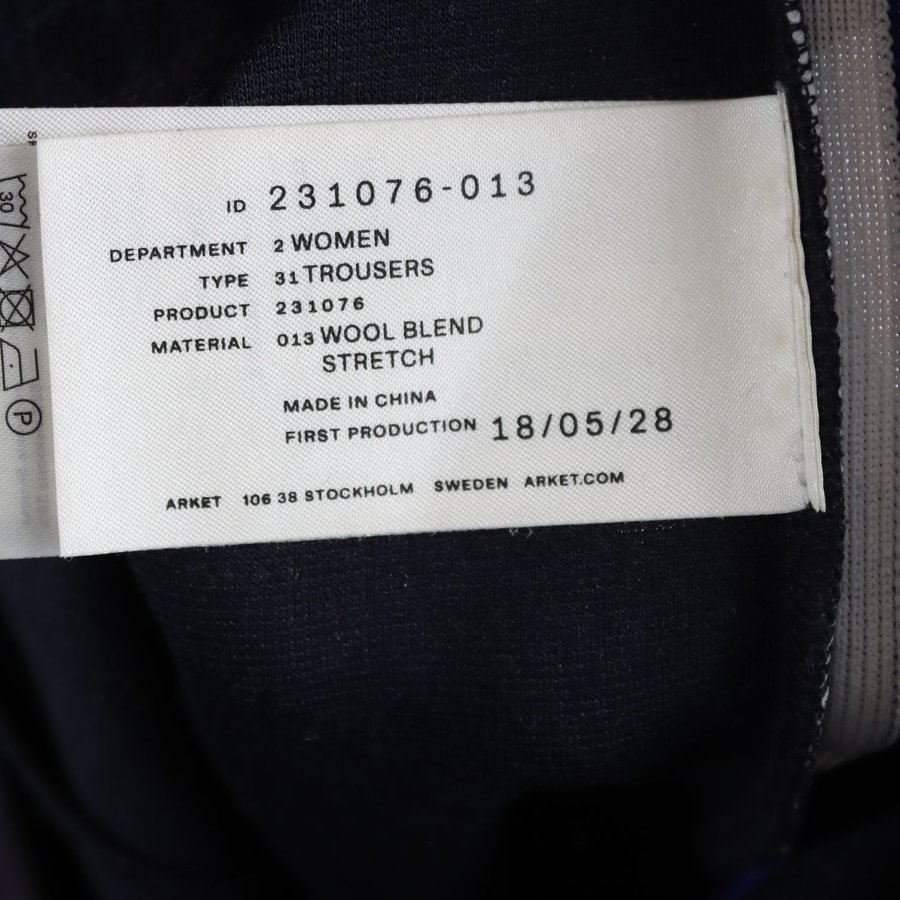 ID 231076-013
DEPARTMENT 2 WOMEN
TYPE 31 TROUSERS
PRODUCT 231076
MATERIAL 013 WOOL BLEND
STRETCH
MADE IN CHINA
FIRST PRODUCTION 18/05/28
ARKET 106 38 STOCKHOLM SWEDEN ARKET.COM
30
P